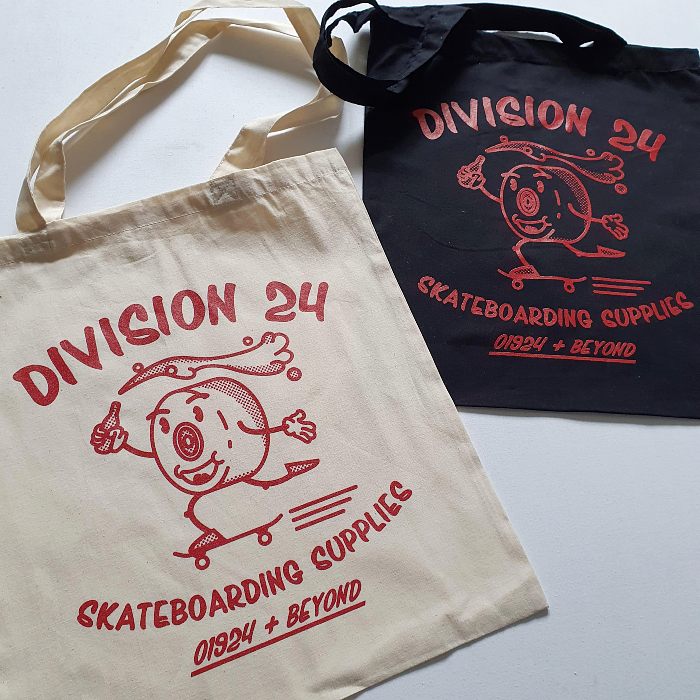 DIVISION 24
SKATEBOARDING SUPPLIES
01924 + BEYOND
DIVISION 24
SKATEBOARDING SUPPLIES
01924 + BEYOND